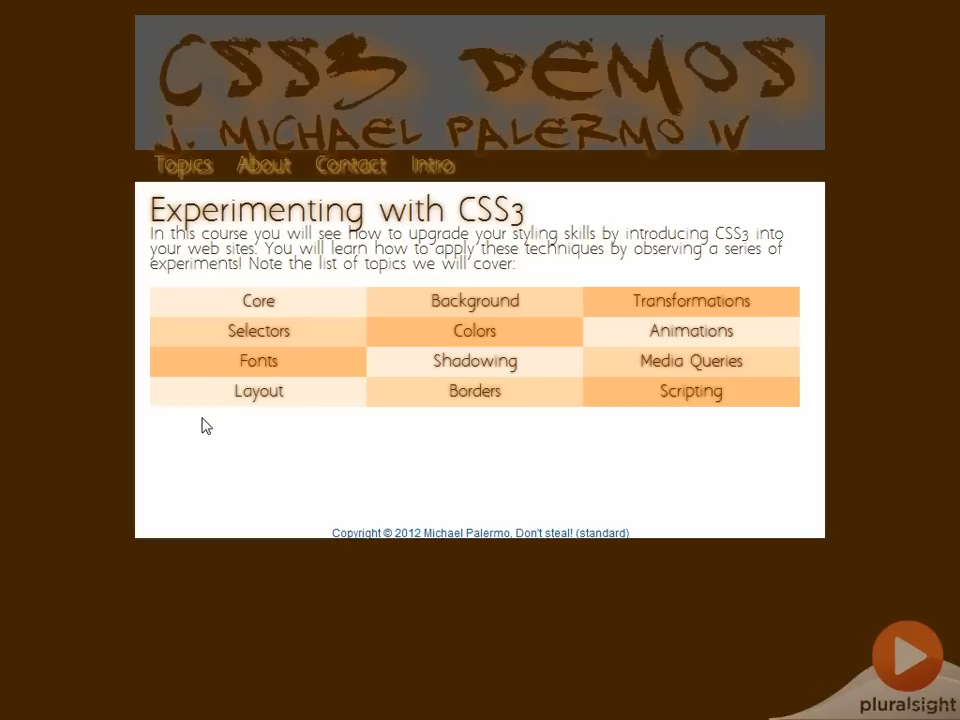 CSS3 DEMOS
J. MICHAEL PALERMO IV
Topics About Contact Intro
Experimenting with CSS3
In this course you will see how to upgrade your styling skills by introducing CSS3 into
your web sites. You will learn how to apply these techniques by observing a series of
experiments! Note the list of topics we will cover:
Core Background Transformations
Selectors Colors Animations
Fonts Shadowing Media Queries
Layout Borders Scripting
Copyright © 2012 Michael Palermo, Don't steal! (standard)
pluralsight